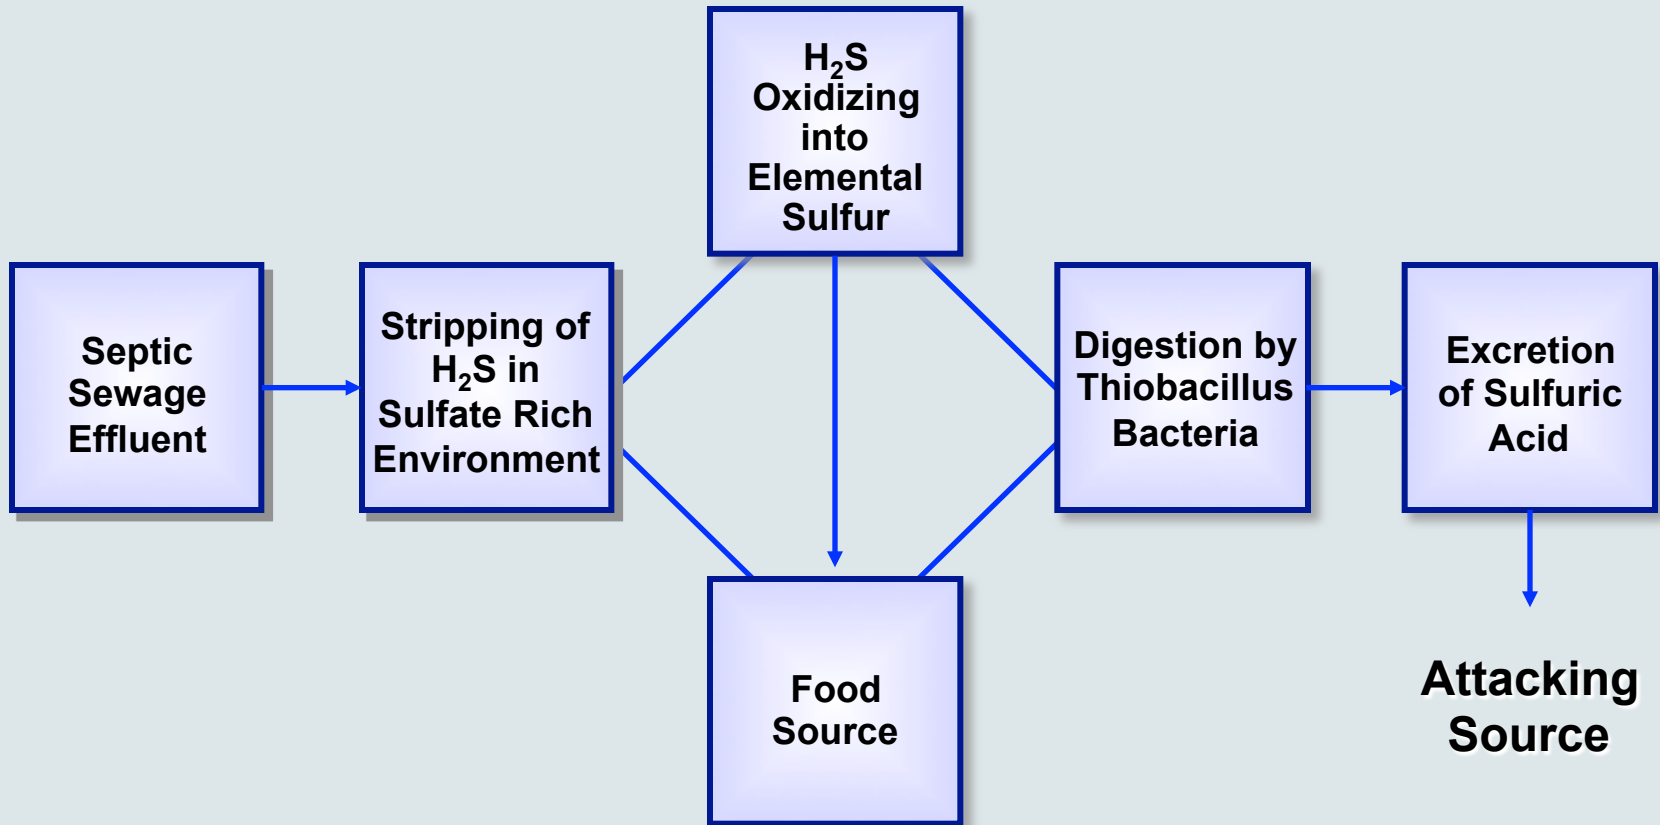 H₂S
Oxidizing
into
Elemental
Sulfur
Septic
Sewage
Effluent
Stripping of
H₂S in
Sulfate Rich
Environment
Digestion by
Thiobacillus
Bacteria
Excretion
of Sulfuric
Acid
Food
Source
Attacking
Source